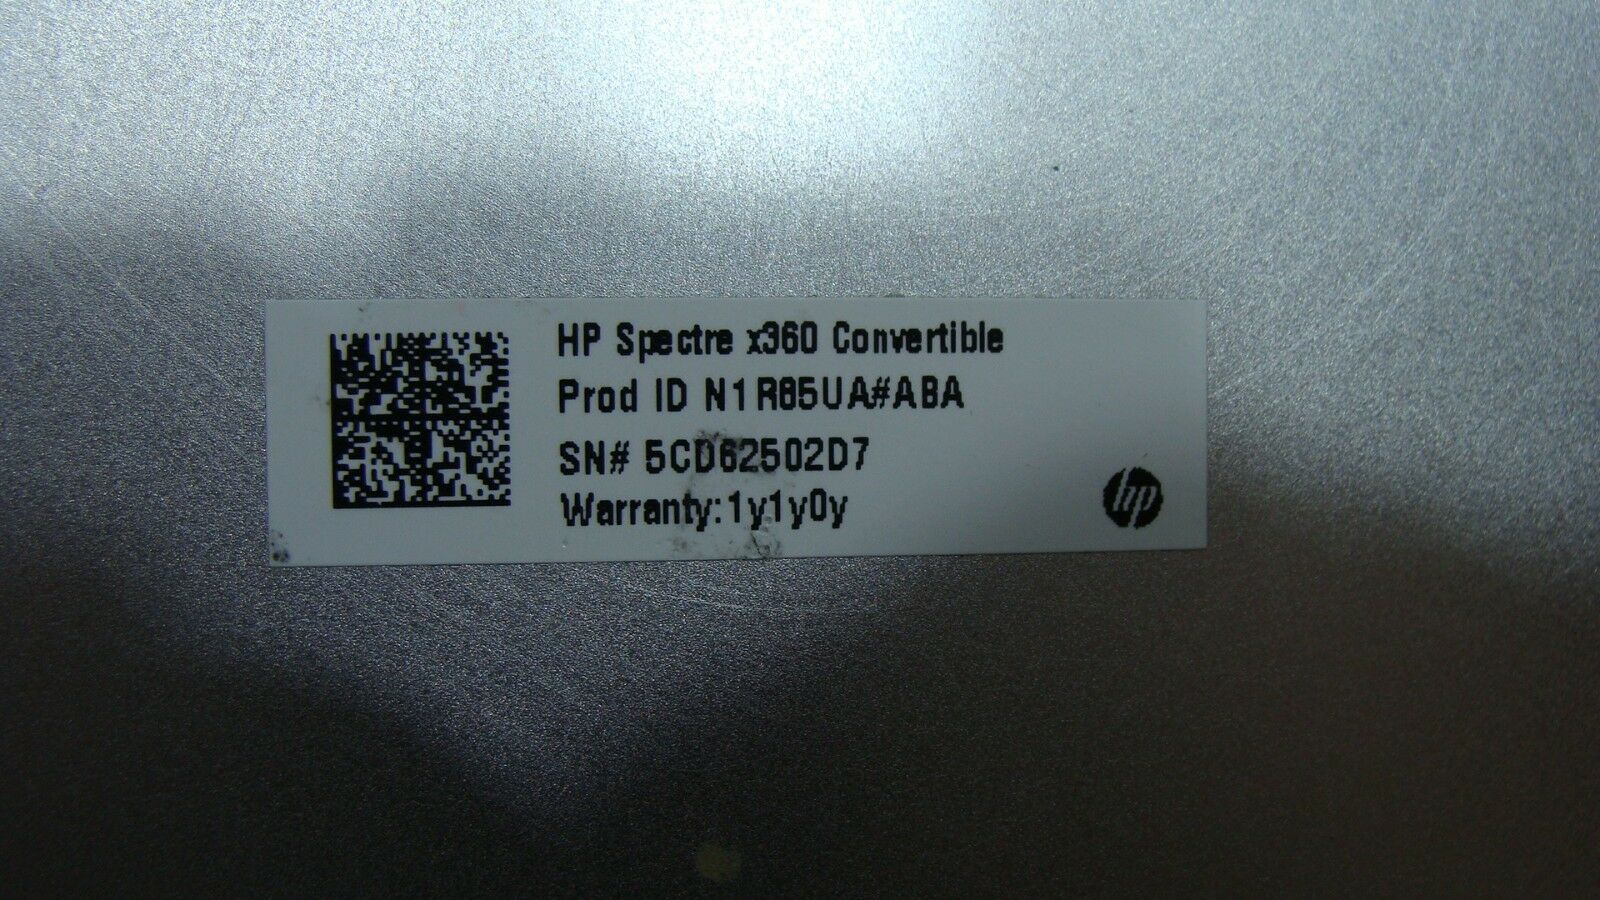 HP Spectre x360 Convertible
Prod ID N1R85UA#ABA
SN# 5CD62502D7
Warranty:1y1y0y
hp